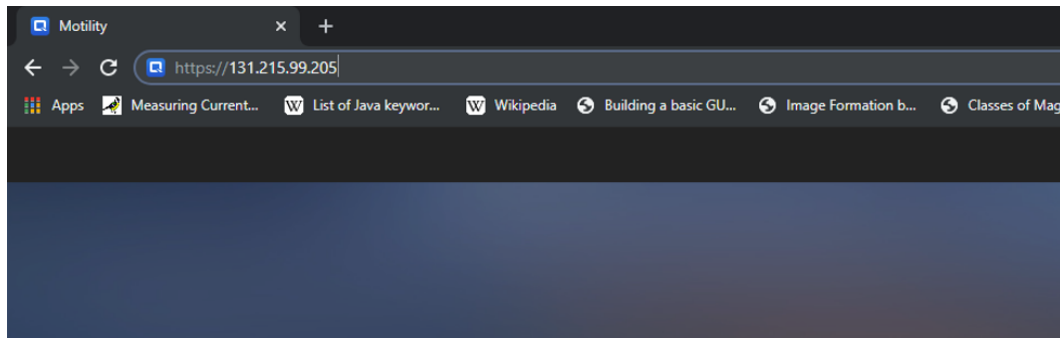 Motility
https://131.215.99.205
Apps Measuring Current... List of Java keywor... Wikipedia Building a basic GU... Image Formation b... Classes of Mag